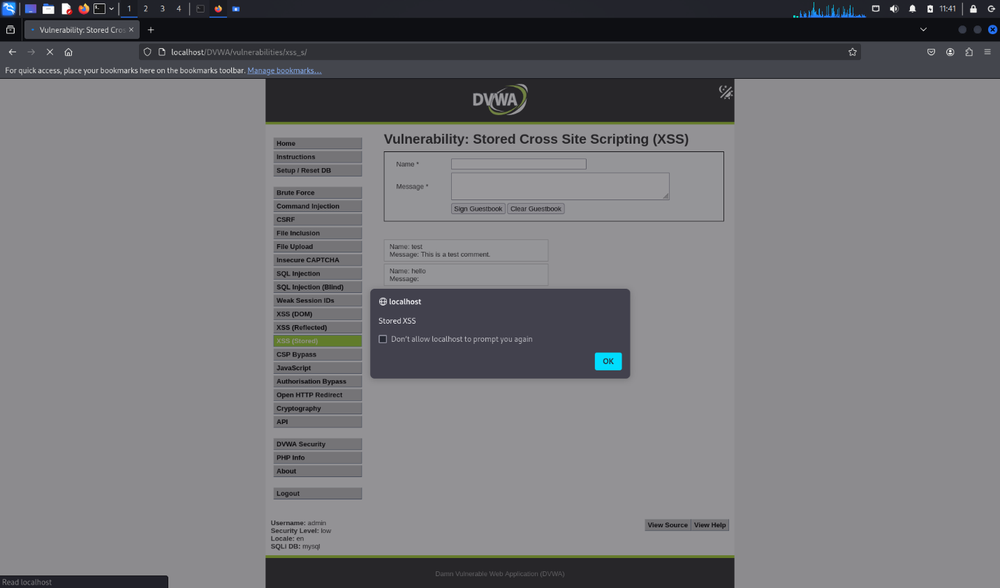 1 2 3 4 11:41
Vulnerability: Stored Cros
localhost/DVWA/vulnerabilities/xss_s/
For quick access, place your bookmarks here on the bookmarks toolbar. Manage bookmarks...
DVWA
Home
Instructions
Setup / Reset DB
Brute Force
Command Injection
CSRF
File Inclusion
File Upload
Insecure CAPTCHA
SQL Injection
SQL Injection (Blind)
Weak Session IDs
XSS (DOM)
XSS (Reflected)
XSS (Stored)
CSP Bypass
JavaScript
Authorisation Bypass
Open HTTP Redirect
Cryptography
API
DVWA Security
PHP Info
About
Logout
Vulnerability: Stored Cross Site Scripting (XSS)
Name *
Message *
Sign Guestbook Clear Guestbook
Name: test
Message: This is a test comment.
Name: hello
Message:
localhost
Stored XSS
Don't allow localhost to prompt you again
OK
Username: admin
Security Level: low
Locale: en
SQLi DB: mysql
View Source View Help
Damn Vulnerable Web Application (DVWA)
Read localhost